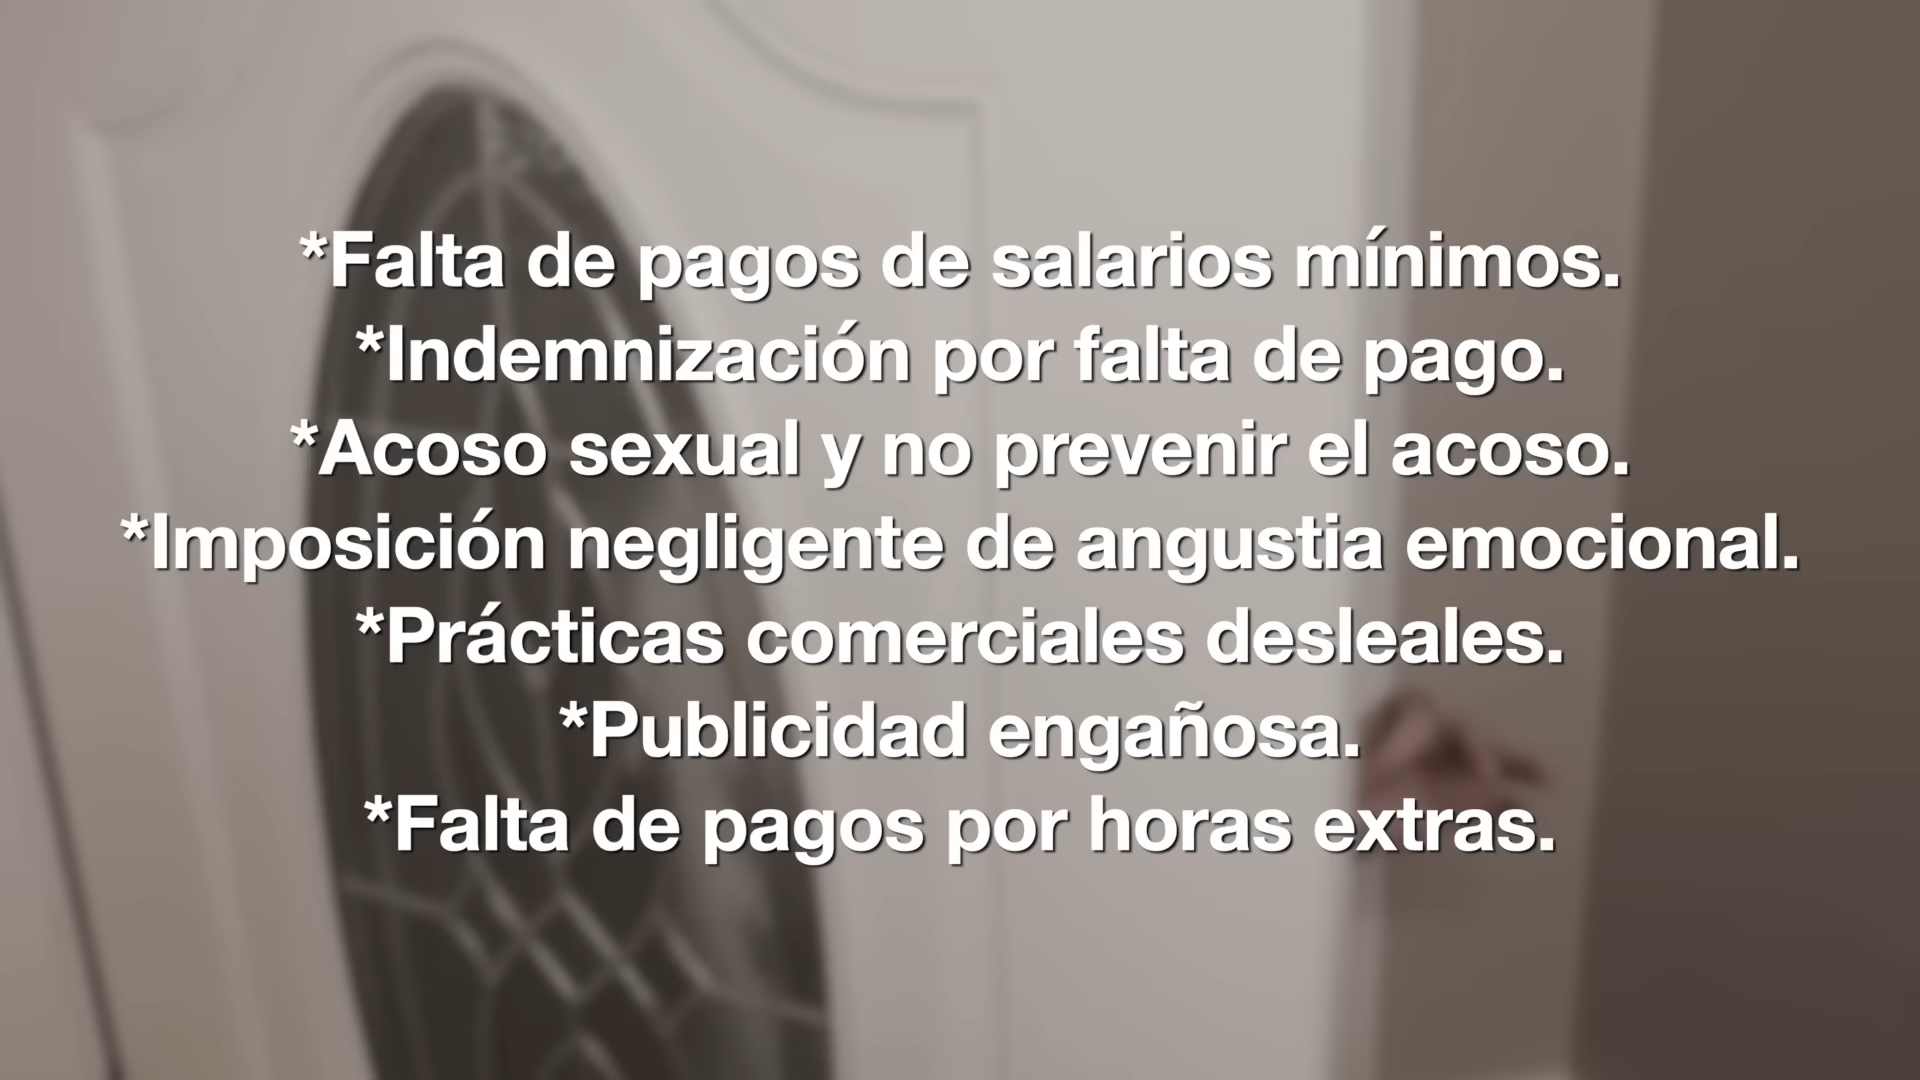 *Falta de pagos de salarios mínimos.
*Indemnización por falta de pago.
*Acoso sexual y no prevenir el acoso.
*Imposición negligente de angustia emocional.
*Prácticas comerciales desleales.
*Publicidad engañosa.
*Falta de pagos por horas extras.